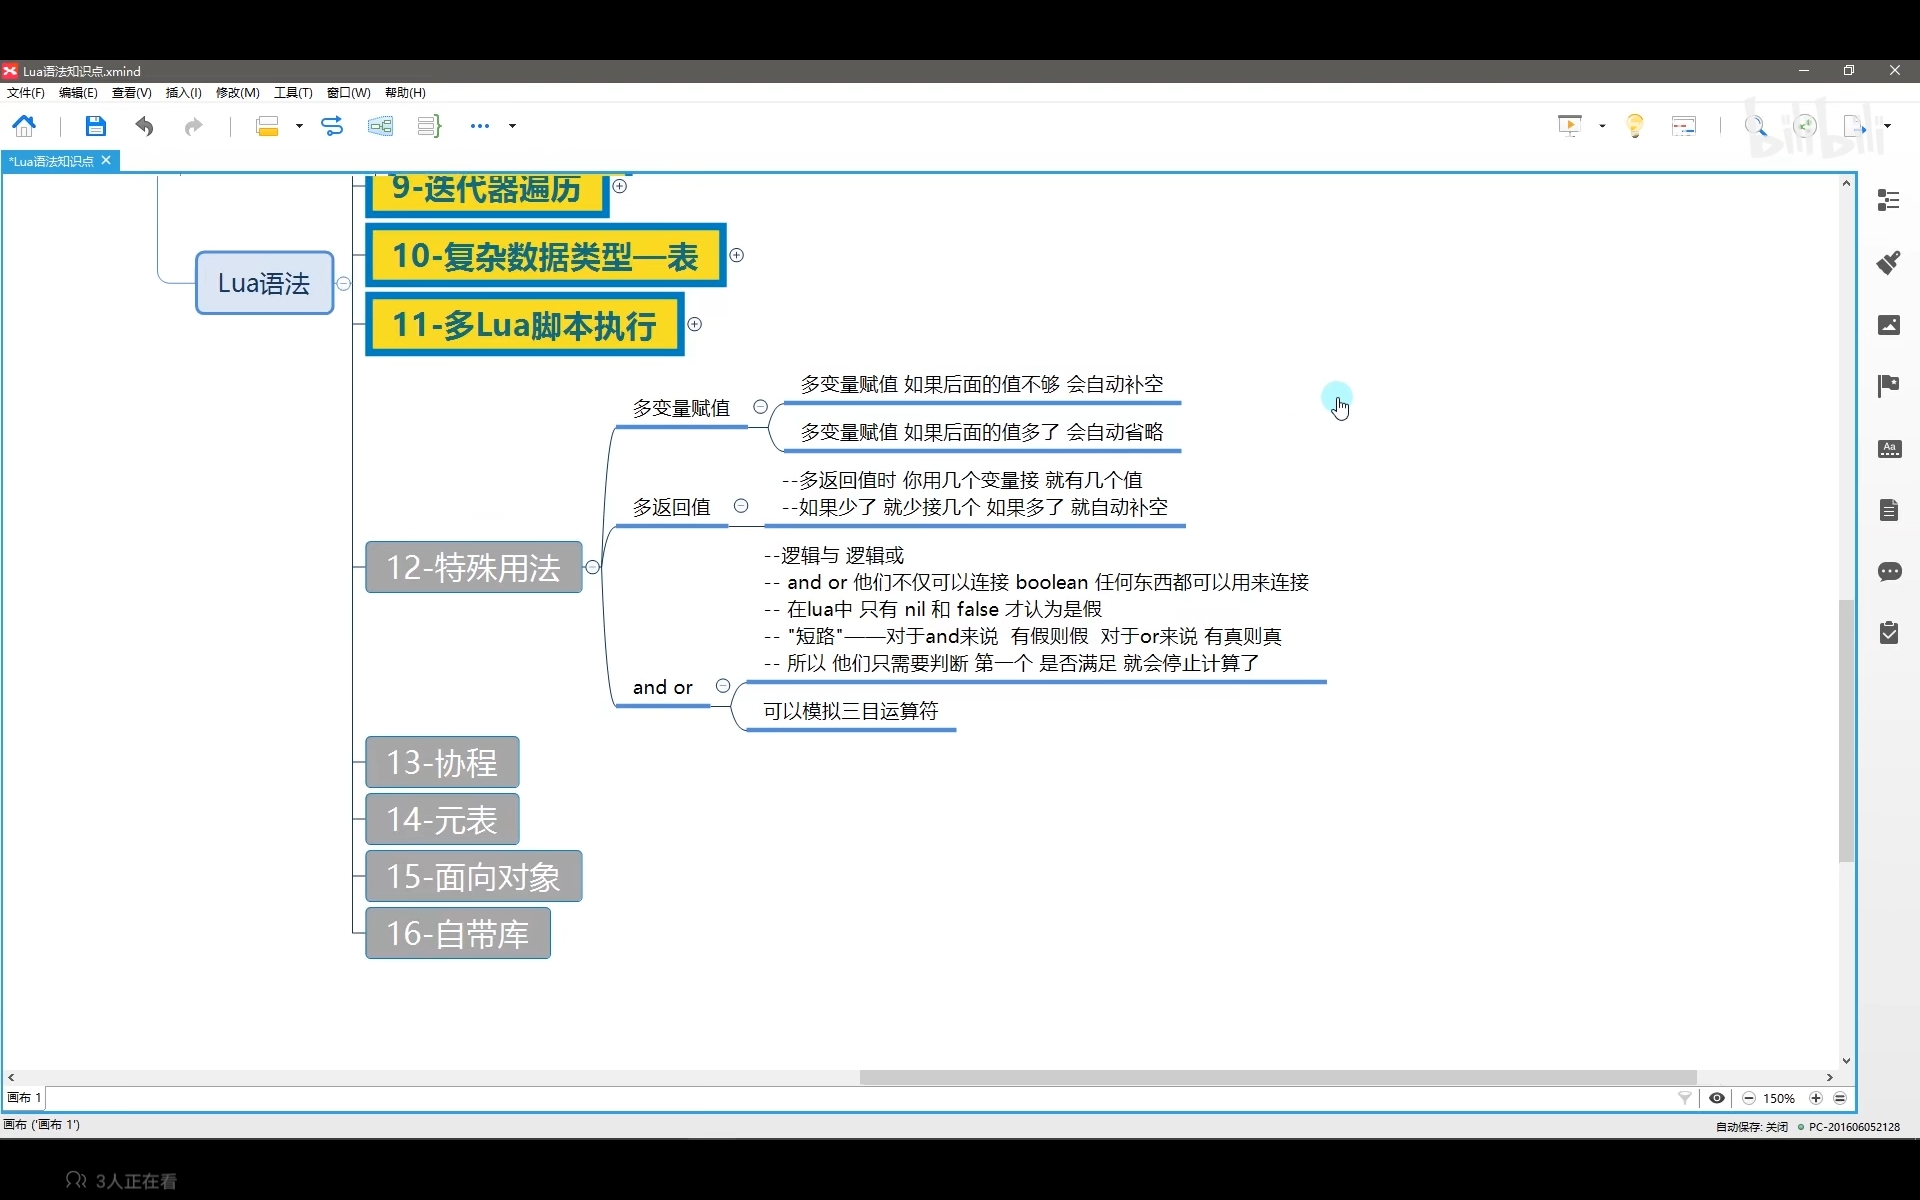 Lua语法知识点.xmind
文件(F) 编辑(E) 查看(V) 插入(I) 修改(M) 工具(T) 窗口(W) 帮助(H)
bilibili
*Lua语法知识点
9-迭代器遍历
10-复杂数据类型—表
Lua语法
11-多Lua脚本执行
多变量赋值
多变量赋值 如果后面的值不够 会自动补空
多变量赋值 如果后面的值多了 会自动省略
多返回值
--多返回值时 你用几个变量接 就有几个值
--如果少了 就少接几个 如果多了 就自动补空
12-特殊用法
--逻辑与 逻辑或
-- and or 他们不仅可以连接 boolean 任何东西都可以用来连接
-- 在lua中 只有 nil 和 false 才认为是假
-- "短路"——对于and来说  有假则假  对于or来说 有真则真
-- 所以 他们只需要判断 第一个 是否满足 就会停止计算了
and or
可以模拟三目运算符
13-协程
14-元表
15-面向对象
16-自带库
画布 1
150%
画布 ('画布 1')
自动保存: 关闭
PC-201606052128
3人正在看